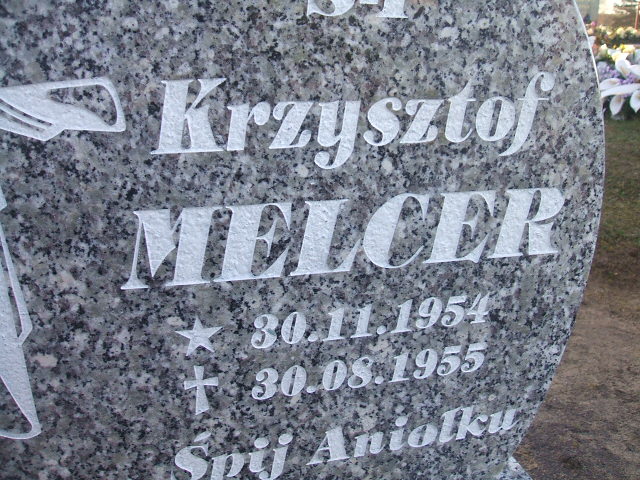 Krzysztof
MELCER
★ 30.11.1954
✝ 30.08.1955
Śpij Aniołku